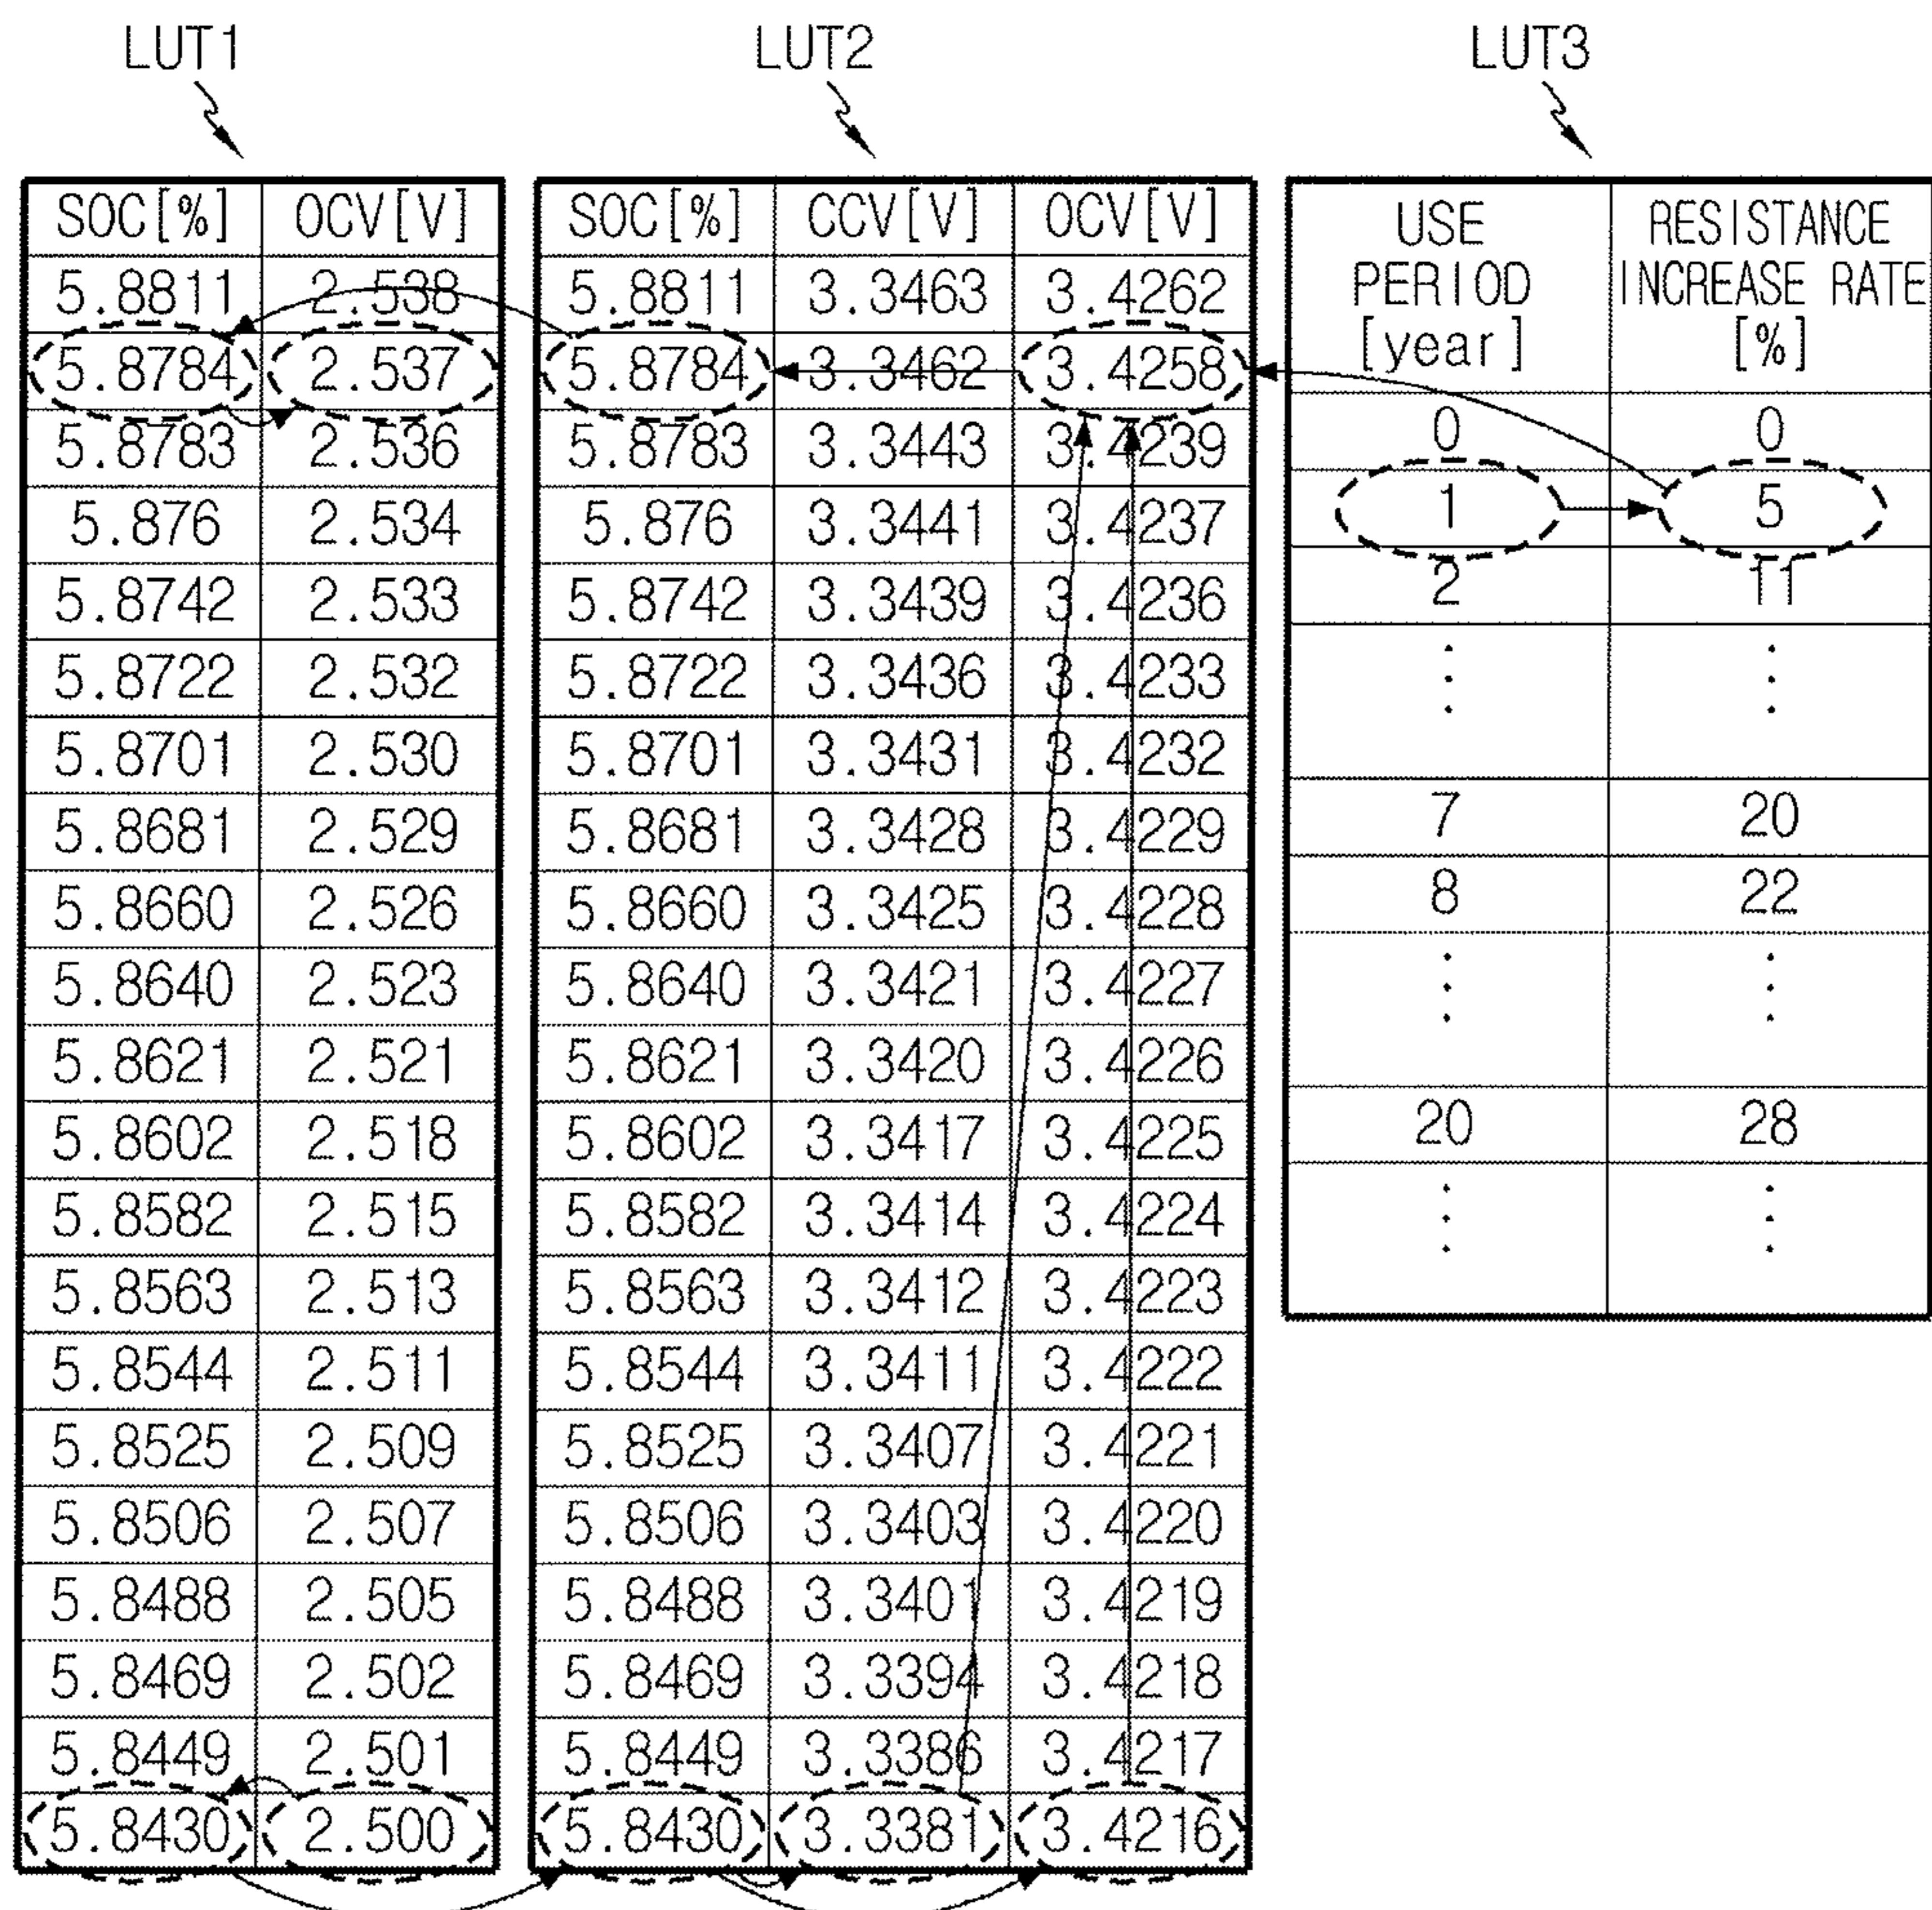 LUT1 LUT2 LUT3
SOC[%] OCV[V]
5.8811 2.538
5.8784 2.537
5.8783 2.536
5.876 2.534
5.8742 2.533
5.8722 2.532
5.8701 2.530
5.8681 2.529
5.8660 2.526
5.8640 2.523
5.8621 2.521
5.8602 2.518
5.8582 2.515
5.8563 2.513
5.8544 2.511
5.8525 2.509
5.8506 2.507
5.8488 2.505
5.8469 2.502
5.8449 2.501
5.8430 2.500
SOC[%] CCV[V] OCV[V]
5.8811 3.3463 3.4262
5.8784 3.3462 3.4258
5.8783 3.3443 3.4239
5.876 3.3441 3.4237
5.8742 3.3439 3.4236
5.8722 3.3436 3.4233
5.8701 3.3431 3.4232
5.8681 3.3428 3.4229
5.8660 3.3425 3.4228
5.8640 3.3421 3.4227
5.8621 3.3420 3.4226
5.8602 3.3417 3.4225
5.8582 3.3414 3.4224
5.8563 3.3412 3.4223
5.8544 3.3411 3.4222
5.8525 3.3407 3.4221
5.8506 3.3403 3.4220
5.8488 3.3401 3.4219
5.8469 3.3394 3.4218
5.8449 3.3386 3.4217
5.8430 3.3381 3.4216
USE RESISTANCE
PERIOD INCREASE RATE
[year] [%]
0 0
1 5
2 11
7 20
8 22
20 28